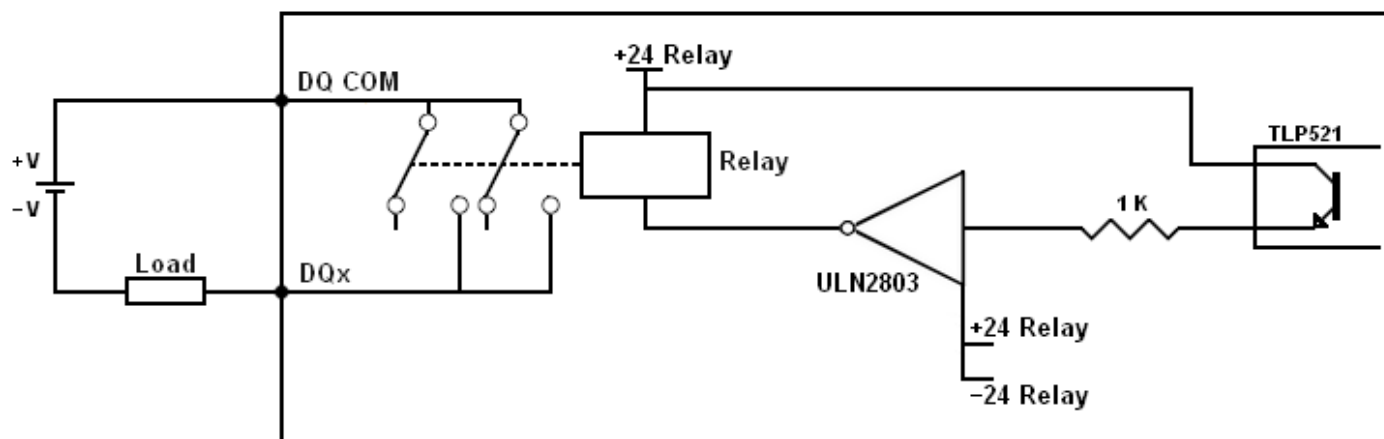 +24 Relay
DQ COM
TLP521
+V
Relay
-V
1 K
Load
DQx
ULN2803
+24 Relay
-24 Relay